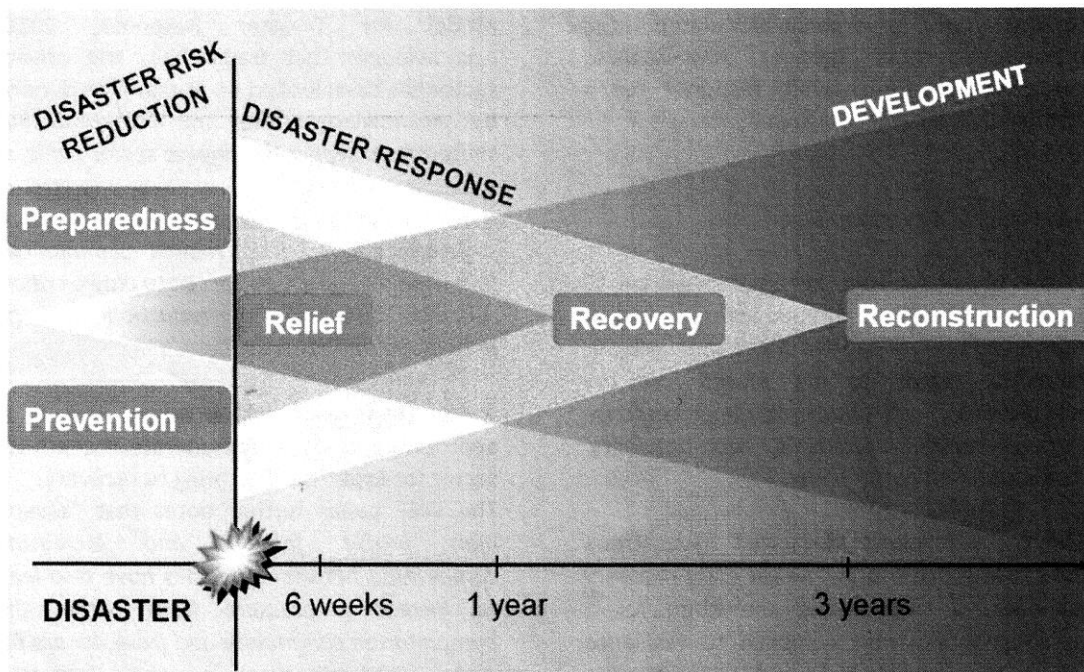 DISASTER RISK
REDUCTION
DISASTER RESPONSE
DEVELOPMENT
Preparedness
Relief
Recovery
Reconstruction
Prevention
DISASTER
6 weeks
1 year
3 years